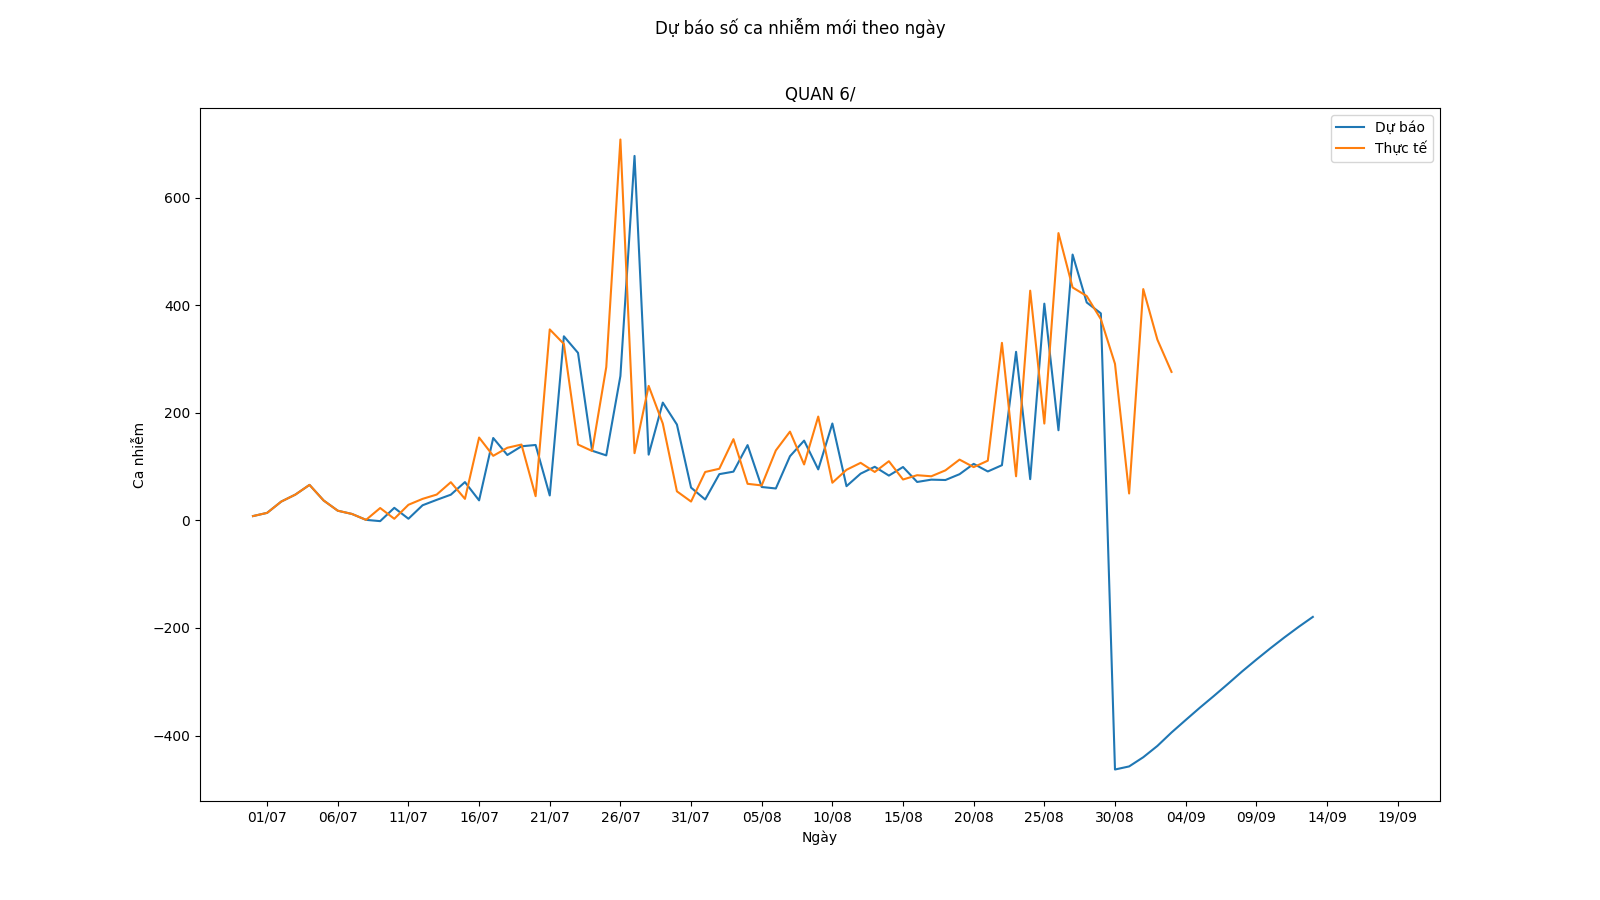 Dự báo số ca nhiễm mới theo ngày
QUAN 6/
Dự báo
Thực tế
Ca nhiễm
600
400
200
0
−200
−400
01/07 06/07 11/07 16/07 21/07 26/07 31/07 05/08 10/08 15/08 20/08 25/08 30/08 04/09 09/09 14/09 19/09
Ngày